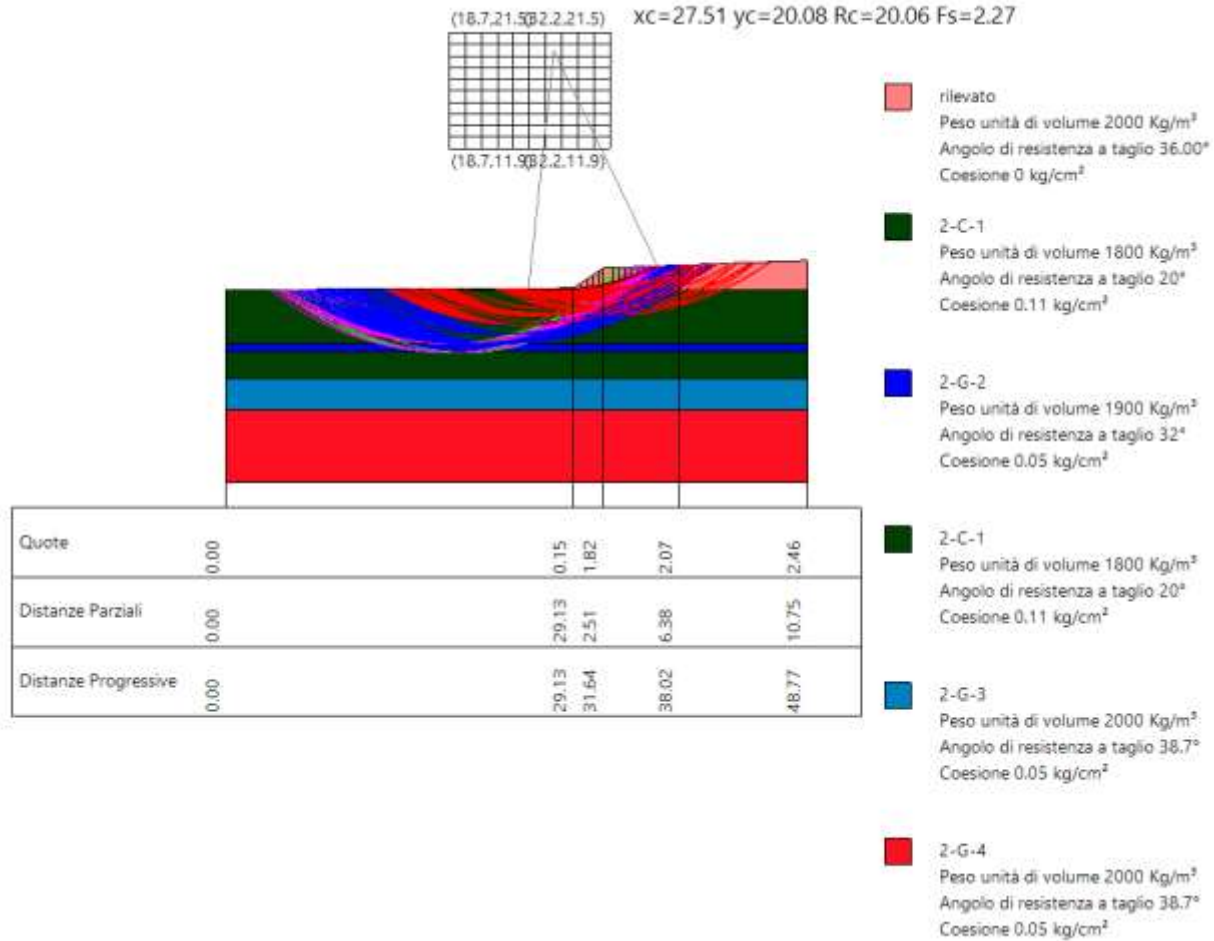 (18.7,21.5)(32.2,21.5)
xc=27.51 yc=20.08 Rc=20.06 Fs=2.27
(18.7,11.9)(32.2,11.9)
rilevato
Peso unità di volume 2000 Kg/m³
Angolo di resistenza a taglio 36.00°
Coesione 0 kg/cm²
2-C-1
Peso unità di volume 1800 Kg/m³
Angolo di resistenza a taglio 20°
Coesione 0.11 kg/cm²
2-G-2
Peso unità di volume 1900 Kg/m³
Angolo di resistenza a taglio 32°
Coesione 0.05 kg/cm²
2-C-1
Peso unità di volume 1800 Kg/m³
Angolo di resistenza a taglio 20°
Coesione 0.11 kg/cm²
2-G-3
Peso unità di volume 2000 Kg/m³
Angolo di resistenza a taglio 38.7°
Coesione 0.05 kg/cm²
2-G-4
Peso unità di volume 2000 Kg/m³
Angolo di resistenza a taglio 38.7°
Coesione 0.05 kg/cm²
Quote 0.00 0.15 1.82 2.07 2.46
Distanze Parziali 0.00 29.13 2.51 6.38 10.75
Distanze Progressive 0.00 29.13 31.64 38.02 48.77